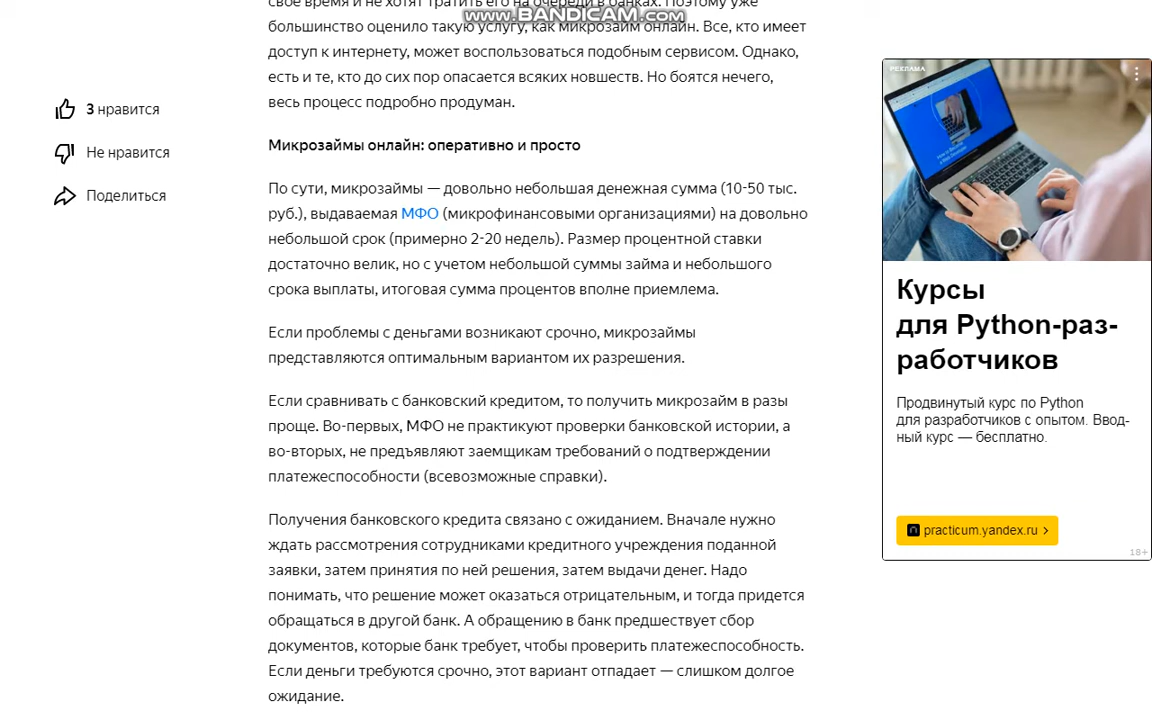 свое время и не хотят тратить его на очереди в банках. Поэтому уже
www.BANDICAM.com
большинство оценило такую услугу, как микрозайм онлайн. Все, кто имеет
доступ к интернету, может воспользоваться подобным сервисом. Однако,
есть и те, кто до сих пор опасается всяких новшеств. Но боятся нечего,
весь процесс подробно продуман.
3 нравится
Не нравится
Поделиться
Микрозаймы онлайн: оперативно и просто
По сути, микрозаймы — довольно небольшая денежная сумма (10-50 тыс.
руб.), выдаваемая МФО (микрофинансовыми организациями) на довольно
небольшой срок (примерно 2-20 недель). Размер процентной ставки
достаточно велик, но с учетом небольшой суммы займа и небольшого
срока выплаты, итоговая сумма процентов вполне приемлема.
Если проблемы с деньгами возникают срочно, микрозаймы
представляются оптимальным вариантом их разрешения.
Если сравнивать с банковский кредитом, то получить микрозайм в разы
проще. Во-первых, МФО не практикуют проверки банковской истории, а
во-вторых, не предъявляют заемщикам требований о подтверждении
платежеспособности (всевозможные справки).
Получения банковского кредита связано с ожиданием. Вначале нужно
ждать рассмотрения сотрудниками кредитного учреждения поданной
заявки, затем принятия по ней решения, затем выдачи денег. Надо
понимать, что решение может оказаться отрицательным, и тогда придется
обращаться в другой банк. А обращению в банк предшествует сбор
документов, которые банк требует, чтобы проверить платежеспособность.
Если деньги требуются срочно, этот вариант отпадает — слишком долгое
ожидание.
РЕКЛАМА
Курсы
для Python-раз-
работчиков
Продвинутый курс по Python
для разработчиков с опытом. Ввод-
ный курс — бесплатно.
practicum.yandex.ru
18+